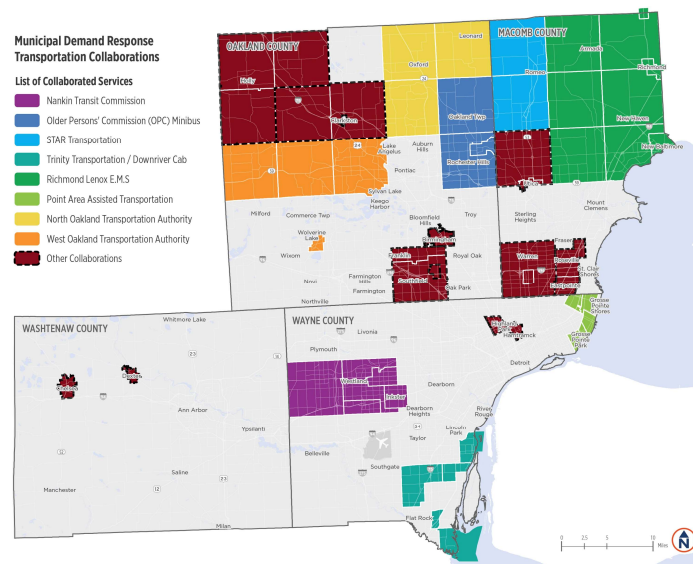 Municipal Demand Response
Transportation Collaborations
List of Collaborated Services
Nankin Transit Commission
Older Persons' Commission (OPC) Minibus
STAR Transportation
Trinity Transportation / Downriver Cab
Richmond Lenox E.M.S
Point Area Assisted Transportation
North Oakland Transportation Authority
West Oakland Transportation Authority
Other Collaborations
OAKLAND COUNTY
Holly
Clarkston
Oxford
Leonard
24
Oakland Twp
Rochester Hills
Lake
Angelus
Auburn
Hills
Pontiac
24
Sylvan Lake
Keego
Harbor
Milford
Commerce Twp
Wolverine
Lake
Wixom
Novi
Northville
Bloomfield
Hills
Birmingham
Troy
Franklin
Southfield
Royal Oak
Oak Park
Farmington
Hills
Farmington
MACOMB COUNTY
Romeo
Armada
Richmond
New Haven
New Baltimore
Utica
Sterling
Heights
Mount
Clemens
Warren
Fraser
Roseville
St. Clair
Shores
Eastpointe
WASHTENAW COUNTY
Whitmore Lake
23
Chelsea
Dexter
Ann Arbor
Ypsilanti
Saline
12
23
Manchester
Milan
WAYNE COUNTY
Livonia
Plymouth
Westland
Inkster
Dearborn
Dearborn
Heights
Highland
Hamtramck
Detroit
Grosse
Pointe
Shores
Grosse
Pointe
Park
River
Rouge
Lincoln
Park
24
Taylor
Belleville
Southgate
Flat Rock
0 2.5 5 10
Miles
N